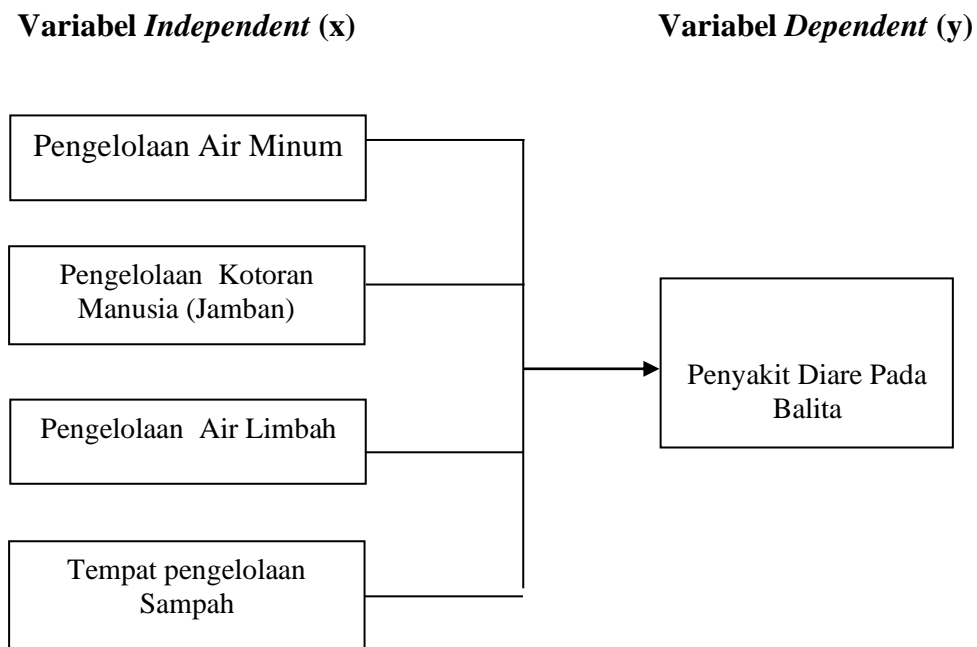 Variabel Independent (x)
Variabel Dependent (y)
Pengelolaan Air Minum
Pengelolaan Kotoran
Manusia (Jamban)
Pengelolaan Air Limbah
Tempat pengelolaan
Sampah
Penyakit Diare Pada
Balita